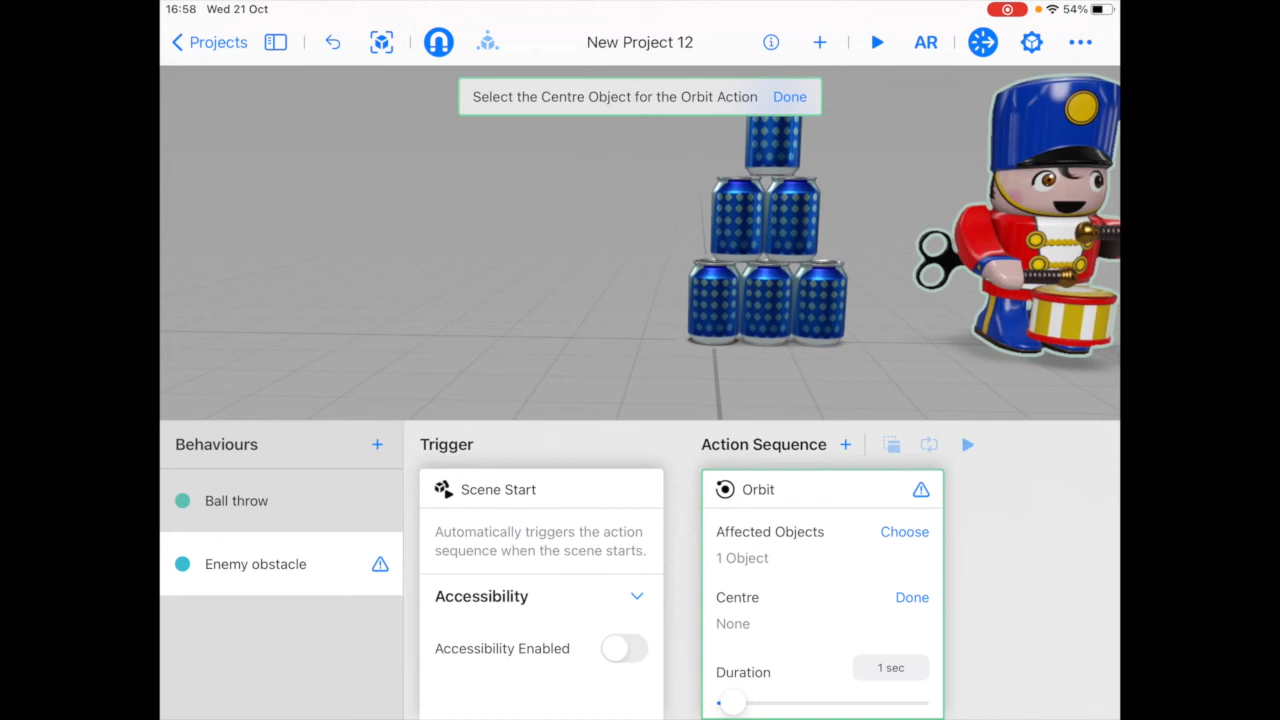 16:58 Wed 21 Oct 54%
Projects New Project 12 AR
Select the Centre Object for the Orbit Action Done
Behaviours
Ball throw
Enemy obstacle
Trigger
Scene Start
Automatically triggers the action
sequence when the scene starts.
Accessibility
Accessibility Enabled
Action Sequence
Orbit
Affected Objects Choose
1 Object
Centre Done
None
Duration 1 sec